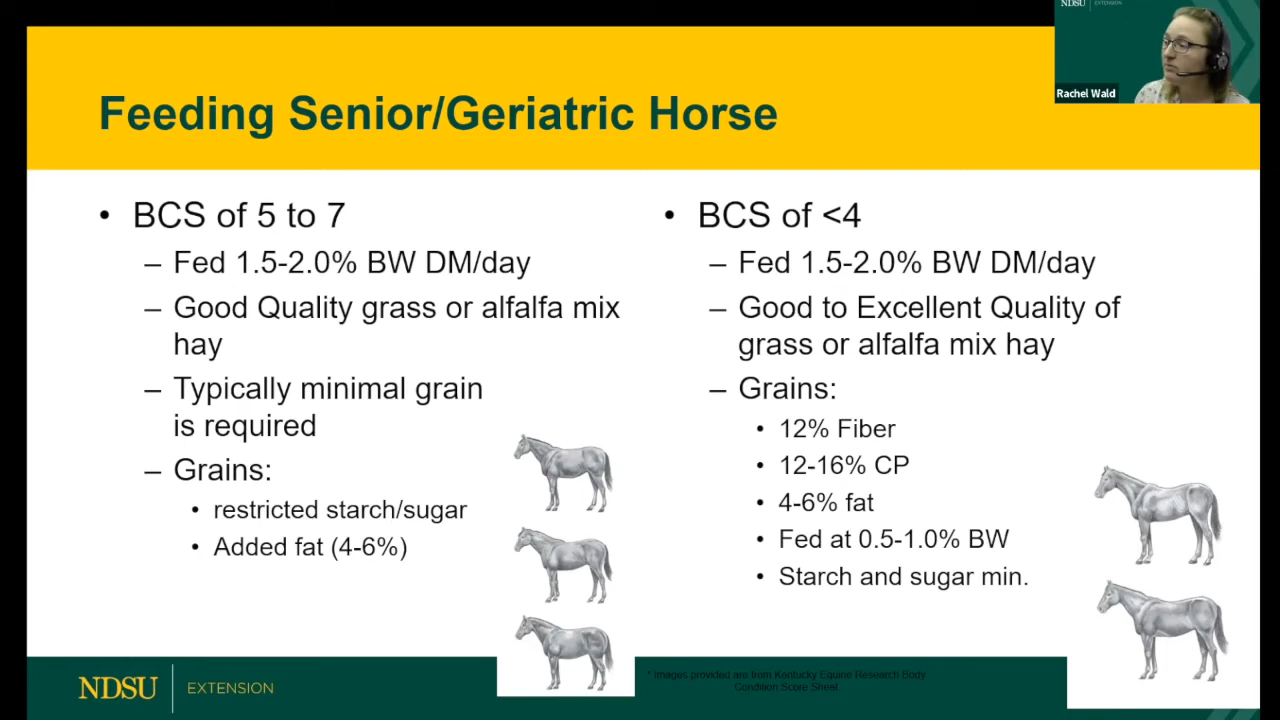 NDSU EXTENSION
Rachel Wald
Feeding Senior/Geriatric Horse
• BCS of 5 to 7
– Fed 1.5-2.0% BW DM/day
– Good Quality grass or alfalfa mix
hay
– Typically minimal grain
is required
– Grains:
• restricted starch/sugar
• Added fat (4-6%)
• BCS of <4
– Fed 1.5-2.0% BW DM/day
– Good to Excellent Quality of
grass or alfalfa mix hay
– Grains:
• 12% Fiber
• 12-16% CP
• 4-6% fat
• Fed at 0.5-1.0% BW
• Starch and sugar min.
NDSU EXTENSION
* Images provided are from Kentucky Equine Research Body
Condition Score Sheet